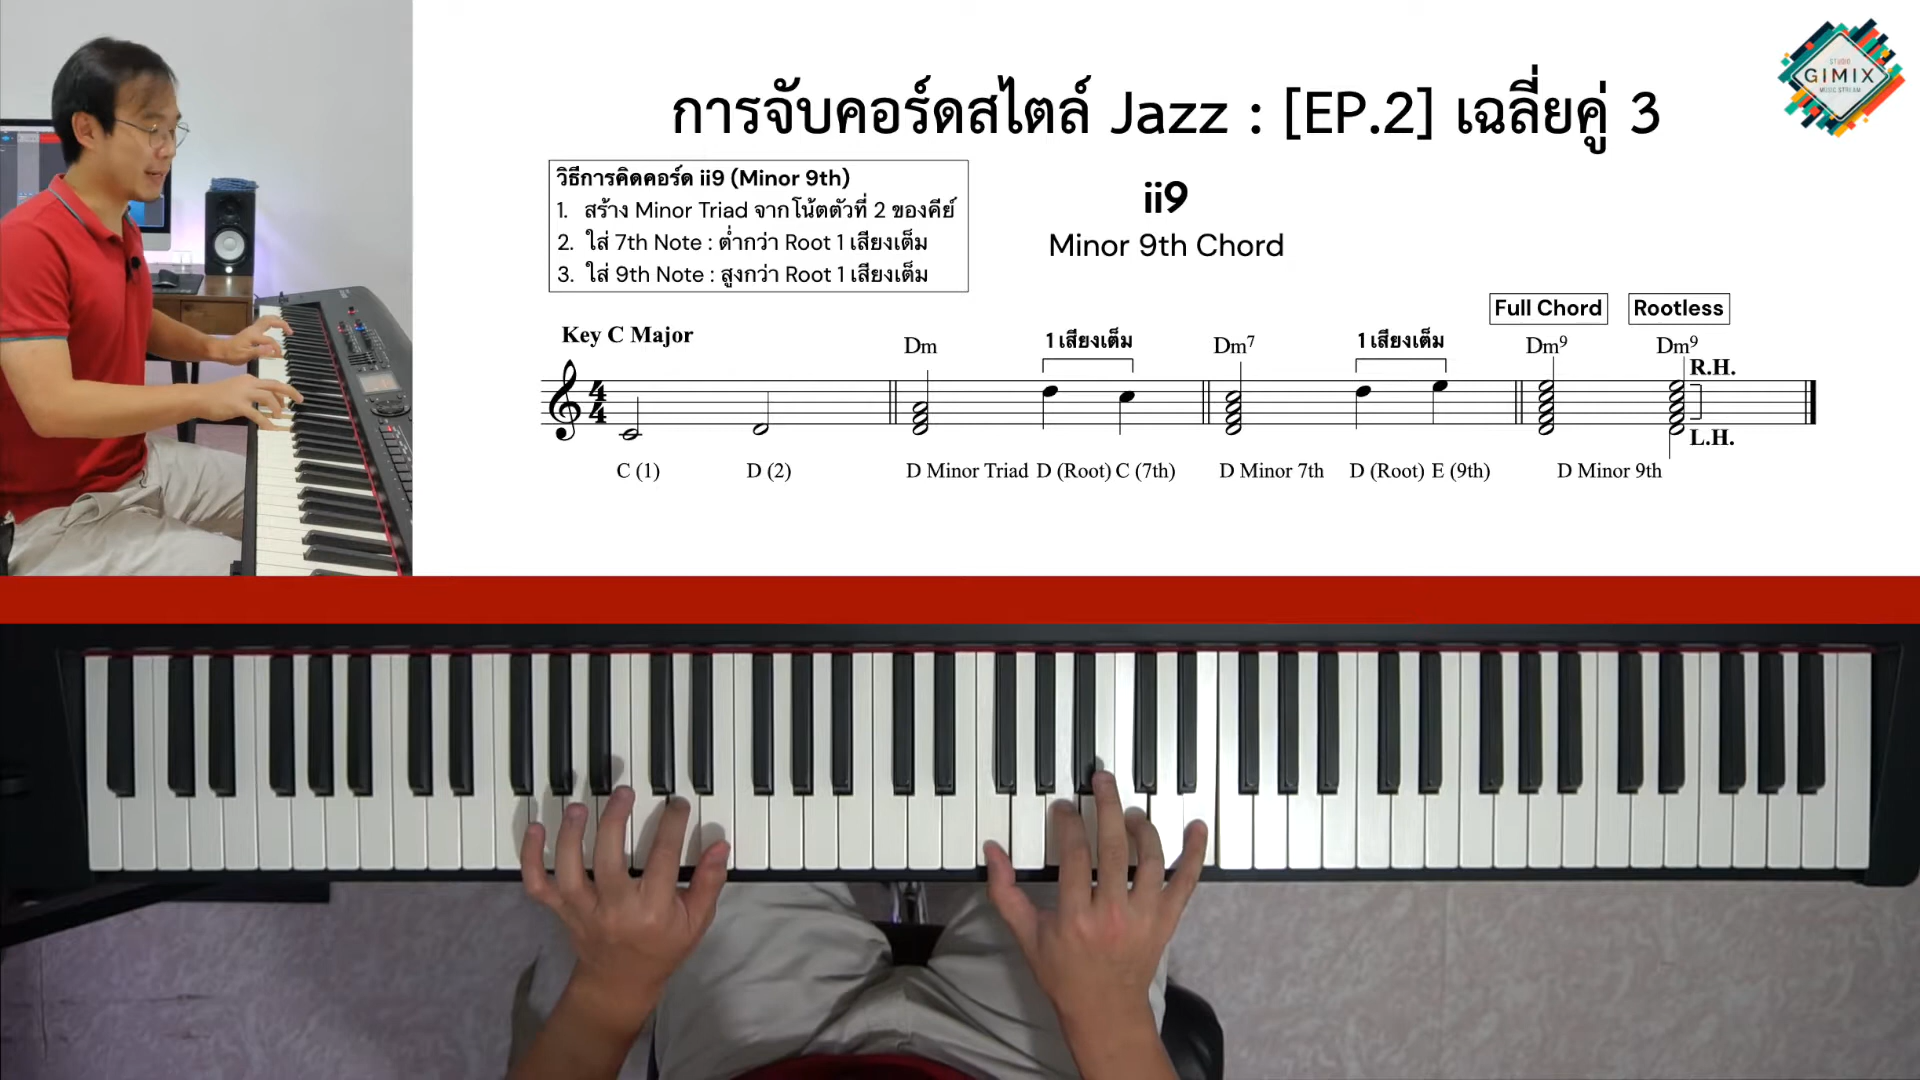 การจับคอร์ดสไตล์ Jazz : [EP.2] เฉลี่ยคู่ 3
STUDIO
GIMIX
MUSIC STREAM
วิธีการคิดคอร์ด ii9 (Minor 9th)
1. สร้าง Minor Triad จากโน้ตตัวที่ 2 ของคีย์
2. ใส่ 7th Note : ต่ำกว่า Root 1 เสียงเต็ม
3. ใส่ 9th Note : สูงกว่า Root 1 เสียงเต็ม
ii9
Minor 9th Chord
Full Chord Rootless
Key C Major
Dm 1 เสียงเต็ม Dm7 1 เสียงเต็ม Dm9 Dm9
R.H.
4
4
L.H.
C (1) D (2) D Minor Triad D (Root) C (7th) D Minor 7th D (Root) E (9th) D Minor 9th